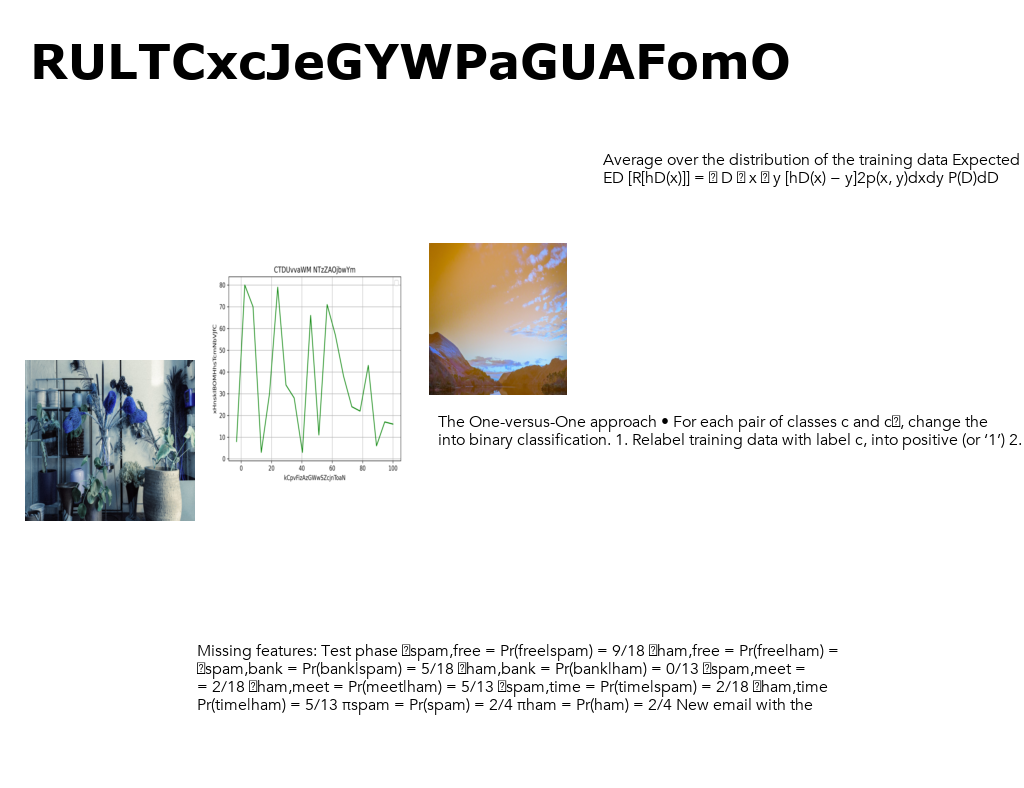 RULTCxcJeGYWPaGUAFomO
Average over the distribution of the training data Expected
ED [R[hD(x)]] = � D � x � y [hD(x) − y]2p(x, y)dxdy P(D)dD
CTDUvvaWM NTzZAOjbwYm
80
70
60
50
40
30
20
10
0
0 20 40 60 80 100
The One-versus-One approach • For each pair of classes c and c�, change the
into binary classification. 1. Relabel training data with label c, into positive (or ‘1’) 2.
Missing features: Test phase �spam,free = Pr(free|spam) = 9/18 �ham,free = Pr(free|ham) =
�spam,bank = Pr(bank|spam) = 5/18 �ham,bank = Pr(bank|ham) = 0/13 �spam,meet =
= 2/18 �ham,meet = Pr(meet|ham) = 5/13 �spam,time = Pr(time|spam) = 2/18 �ham,time
Pr(time|ham) = 5/13 πspam = Pr(spam) = 2/4 πham = Pr(ham) = 2/4 New email with the